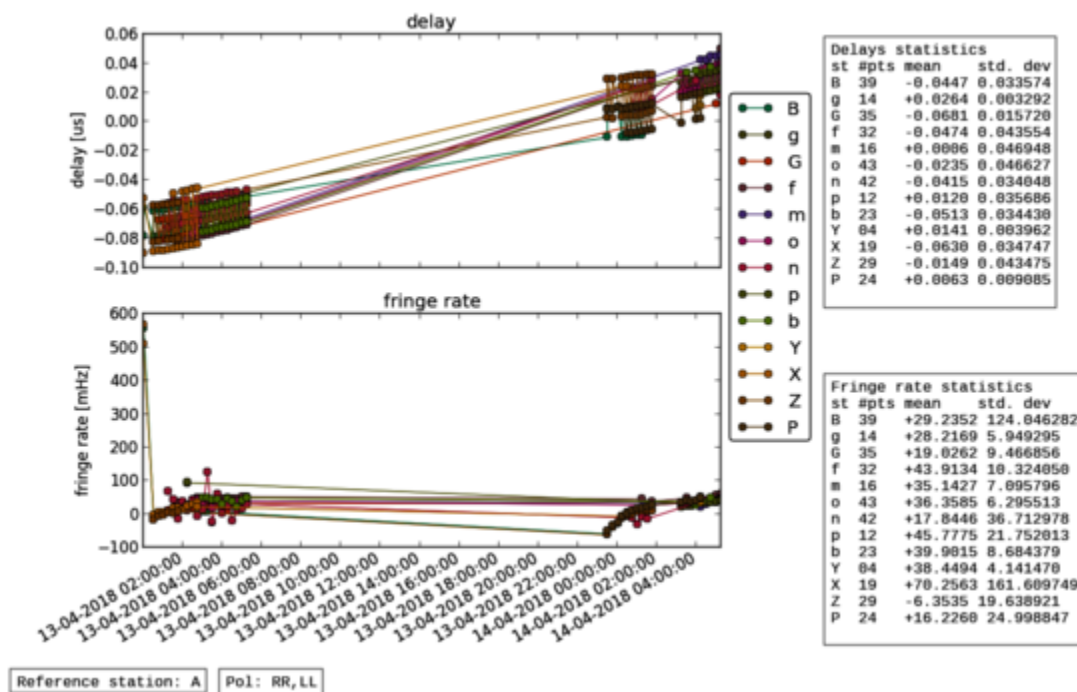 delay
0.06
0.04
0.02
0.00
−0.02
−0.04
−0.06
−0.08
−0.10
delay [us]
fringe rate
600
500
400
300
200
100
0
−100
fringe rate [mHz]
13-04-2018 02:00:00
13-04-2018 04:00:00
13-04-2018 06:00:00
13-04-2018 08:00:00
13-04-2018 10:00:00
13-04-2018 12:00:00
13-04-2018 14:00:00
13-04-2018 16:00:00
13-04-2018 18:00:00
13-04-2018 20:00:00
13-04-2018 22:00:00
14-04-2018 00:00:00
14-04-2018 02:00:00
14-04-2018 04:00:00
B
g
G
f
m
o
n
p
b
Y
X
Z
P
Delays statistics
st #pts mean std. dev
B 39 -0.0447 0.033574
g 14 +0.0264 0.003292
G 35 -0.0681 0.015720
f 32 -0.0474 0.043554
m 16 +0.0006 0.046948
o 43 -0.0235 0.046627
n 42 -0.0415 0.034048
p 12 +0.0120 0.035686
b 23 -0.0513 0.034430
Y 04 +0.0141 0.003962
X 19 -0.0630 0.034747
Z 29 -0.0149 0.043475
P 24 +0.0063 0.009085
Fringe rate statistics
st #pts mean std. dev
B 39 +29.2352 124.046282
g 14 +28.2169 5.949295
G 35 +19.0262 9.466856
f 32 +43.9134 10.324050
m 16 +35.1427 7.095796
o 43 +36.3585 6.295513
n 42 +17.8446 36.712978
p 12 +45.7775 21.752013
b 23 +39.9015 8.684379
Y 04 +38.4494 4.141470
X 19 +70.2563 161.609749
Z 29 -6.3535 19.638921
P 24 +16.2260 24.998847
Reference station: A
Pol: RR,LL